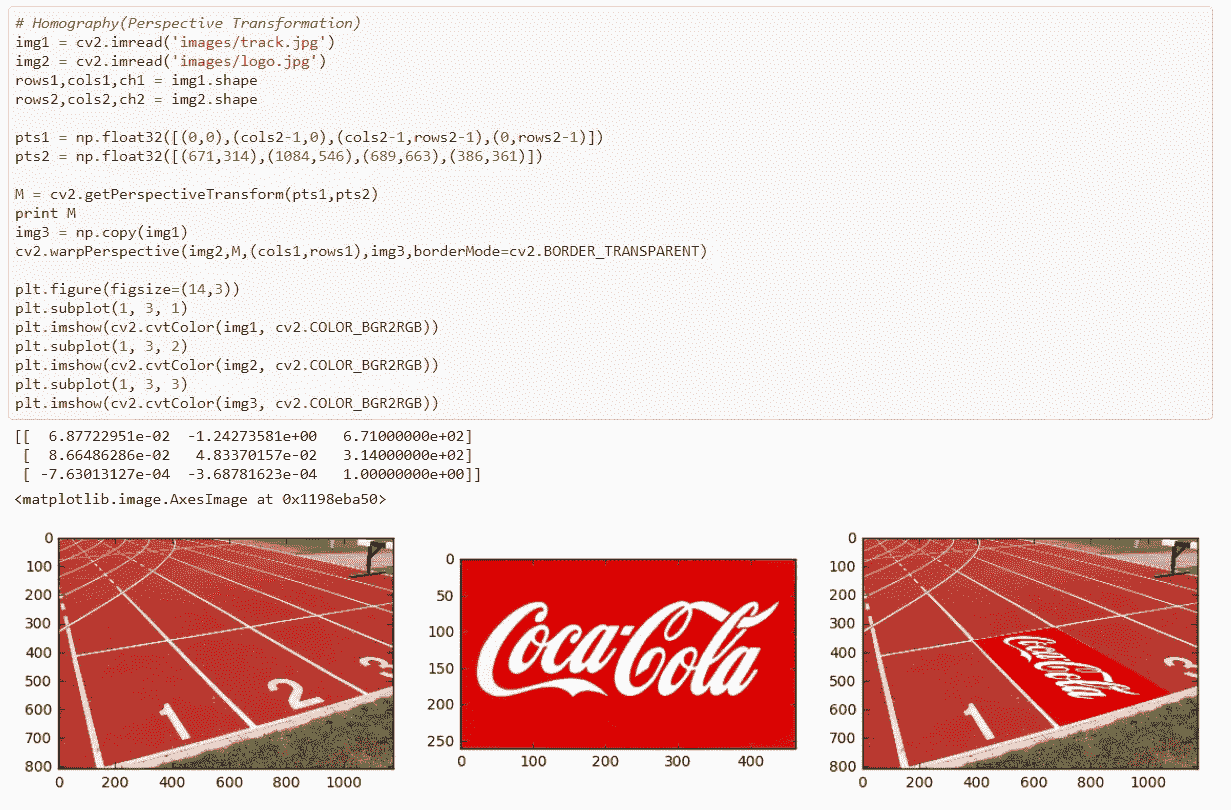 # Homography(Perspective Transformation)
img1 = cv2.imread('images/track.jpg')
img2 = cv2.imread('images/logo.jpg')
rows1,cols1,ch1 = img1.shape
rows2,cols2,ch2 = img2.shape
pts1 = np.float32([(0,0),(cols2-1,0),(cols2-1,rows2-1),(0,rows2-1)])
pts2 = np.float32([(671,314),(1084,546),(689,663),(386,361)])
M = cv2.getPerspectiveTransform(pts1,pts2)
print M
img3 = np.copy(img1)
cv2.warpPerspective(img2,M,(cols1,rows1),img3,borderMode=cv2.BORDER_TRANSPARENT)
plt.figure(figsize=(14,3))
plt.subplot(1, 3, 1)
plt.imshow(cv2.cvtColor(img1, cv2.COLOR_BGR2RGB))
plt.subplot(1, 3, 2)
plt.imshow(cv2.cvtColor(img2, cv2.COLOR_BGR2RGB))
plt.subplot(1, 3, 3)
plt.imshow(cv2.cvtColor(img3, cv2.COLOR_BGR2RGB))
[[  6.87722951e-02  -1.24273581e+00   6.71000000e+02]
 [  8.66486286e-02   4.83370157e-02   3.14000000e+02]
 [ -7.63013127e-04  -3.68781623e-04   1.00000000e+00]]
<matplotlib.image.AxesImage at 0x1198eba50>
0
100
200
300
400
500
600
700
800
0 200 400 600 800 1000
1 2 3
0
50
100
150
200
250
0 100 200 300 400
Coca-Cola
0
100
200
300
400
500
600
700
800
0 200 400 600 800 1000
1 3
Coca-Cola